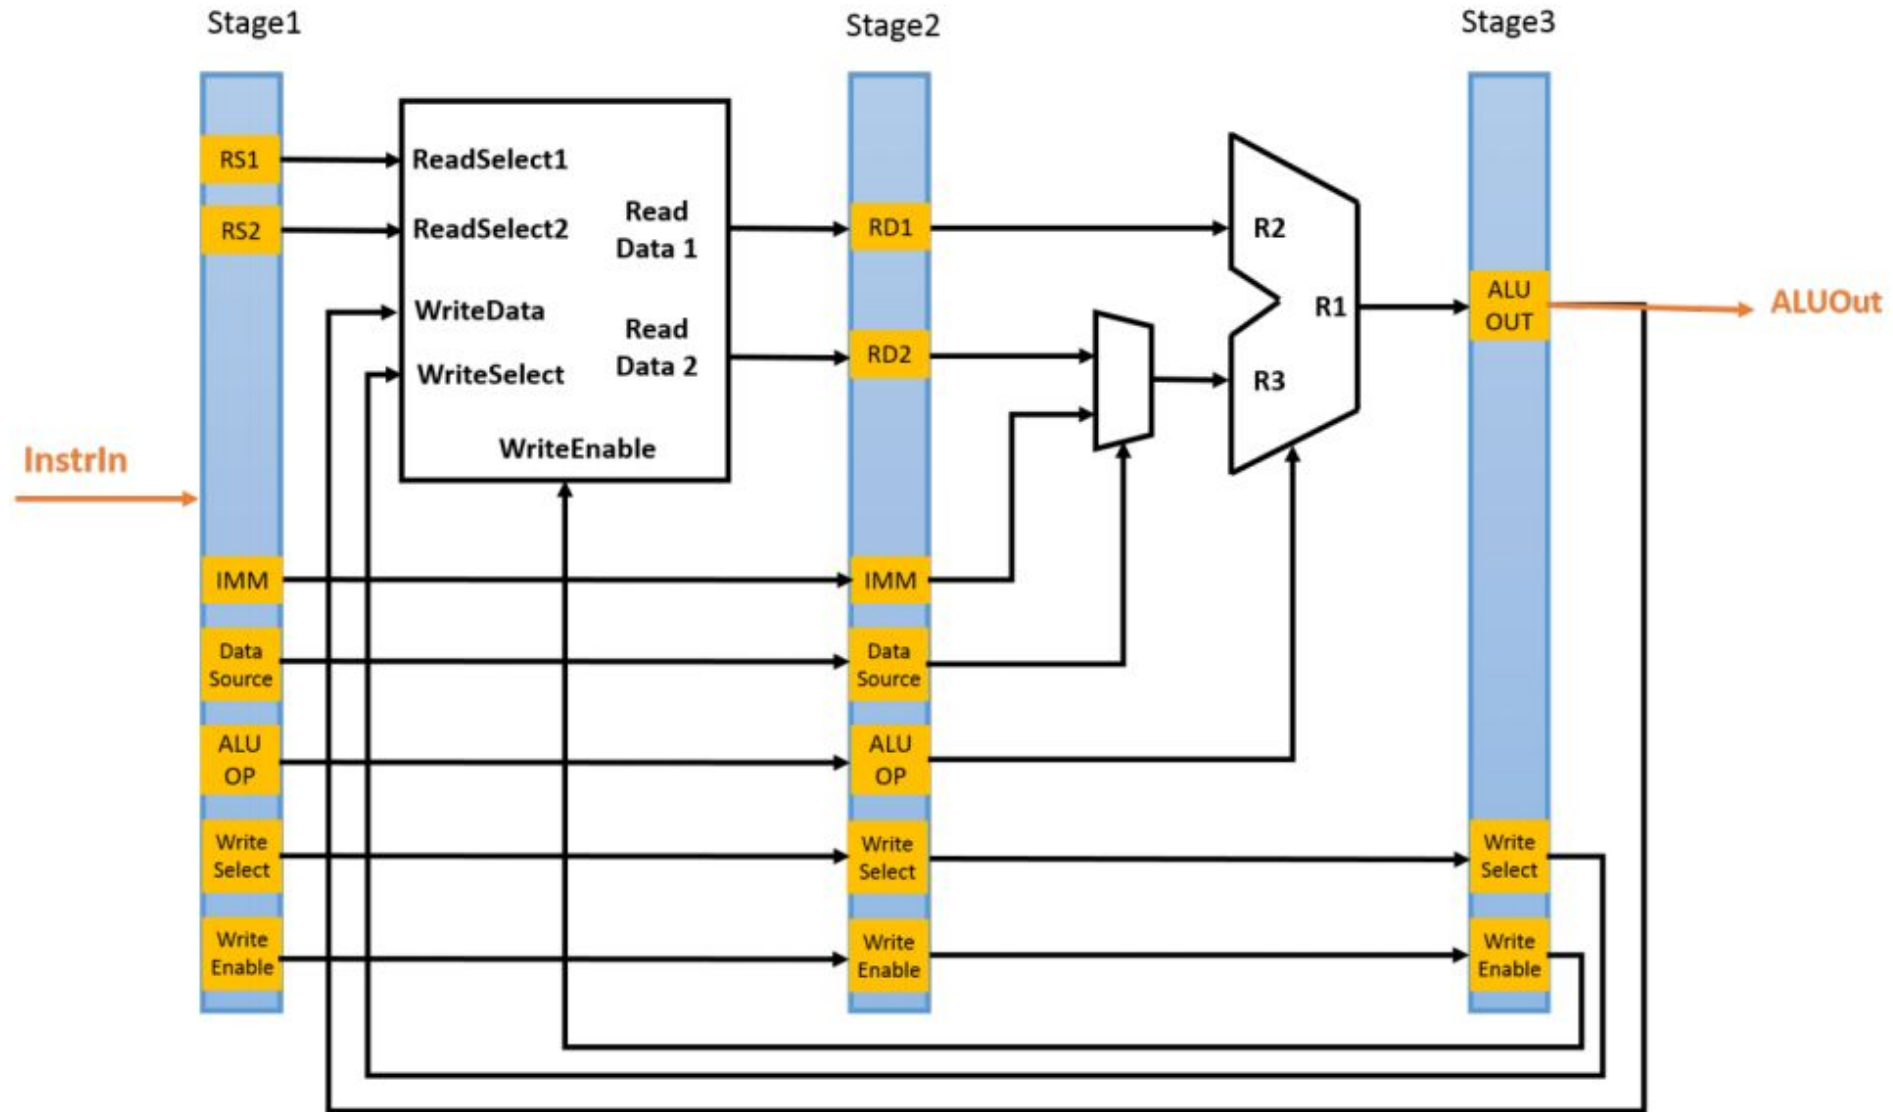 Stage1
Stage2
Stage3
RS1
ReadSelect1
RS2
ReadSelect2
Read
Data 1
RD1
R2
WriteData
Read
Data 2
RD2
R1
ALU
OUT
ALUOut
WriteSelect
R3
WriteEnable
InstrIn
IMM
IMM
Data
Source
Data
Source
ALU
OP
ALU
OP
Write
Select
Write
Select
Write
Select
Write
Enable
Write
Enable
Write
Enable